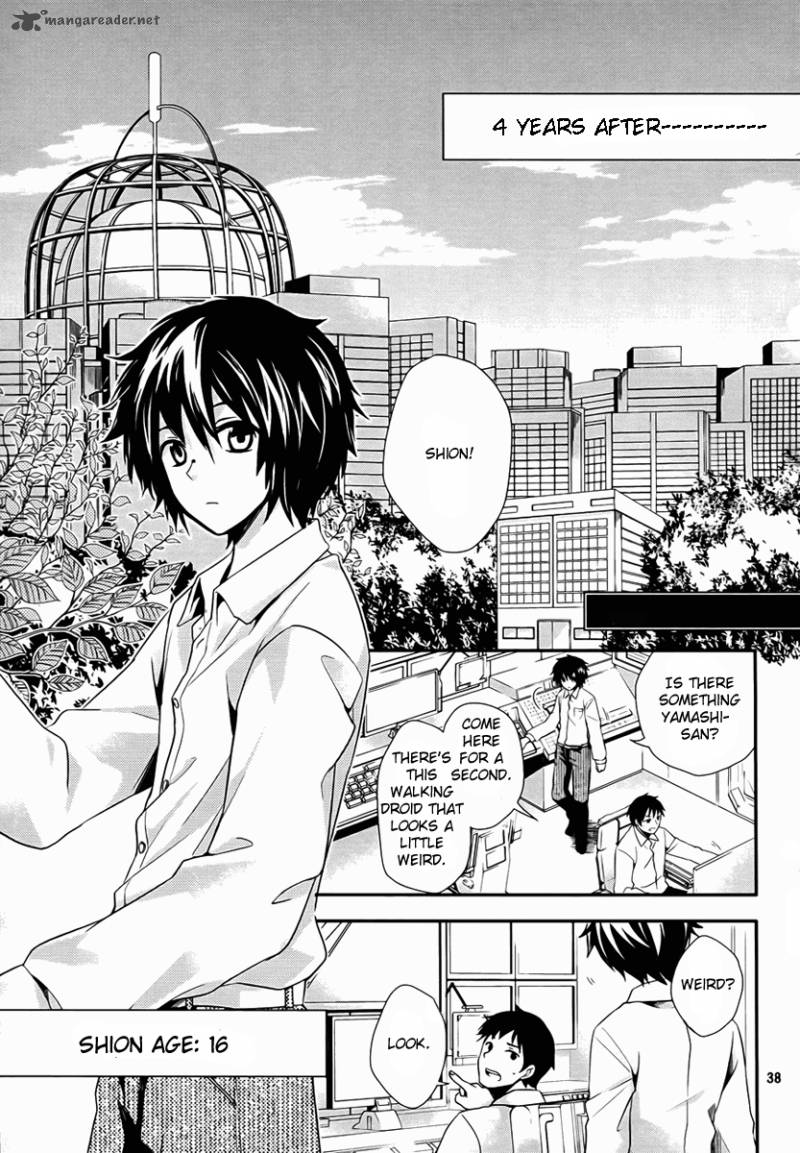 mangareader.net
4 YEARS AFTER----------
SHION!
IS THERE
SOMETHING
YAMASHI-
SAN?
COME
HERE
THERE'S FOR A
THIS SECOND.
WALKING
DROID THAT
LOOKS A
LITTLE
WEIRD.
WEIRD?
LOOK.
SHION AGE: 16
38